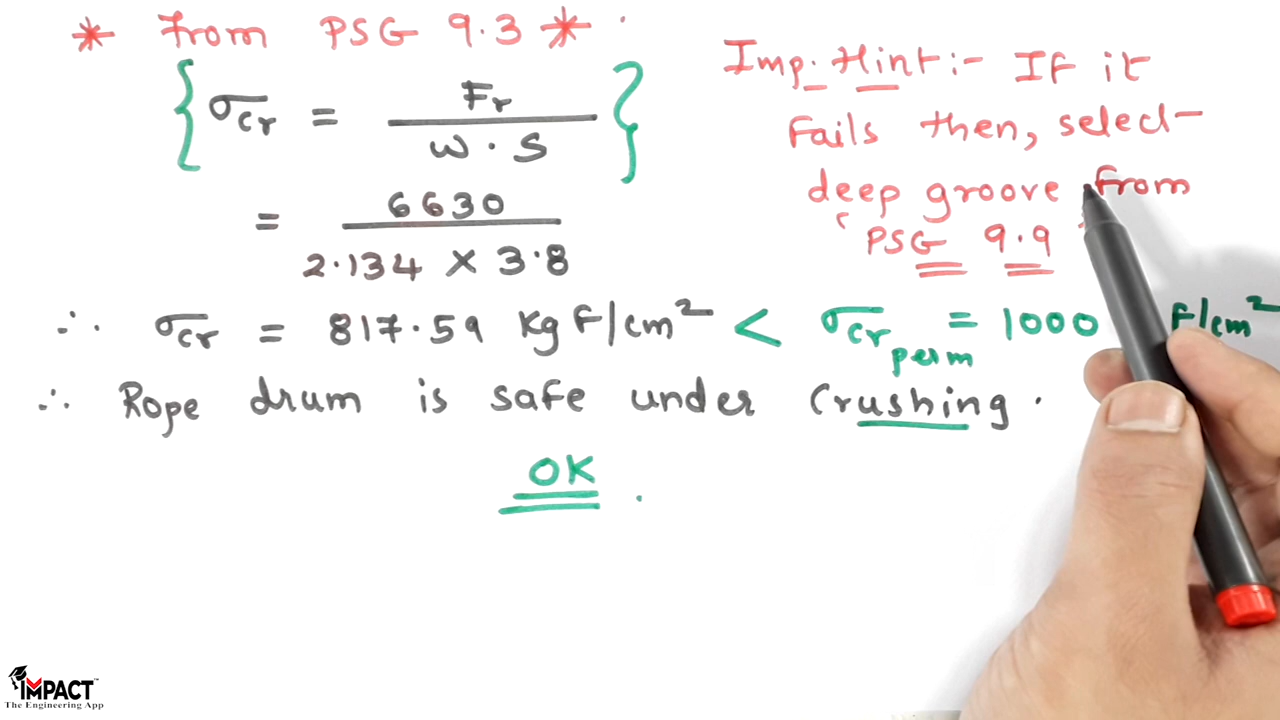 * From PSG 9.3 *
σcr = Fr / w · s
= 6630 / 2.134 × 3.8
∴ σcr = 817.59 kgF/cm² < σcr perm = 1000 F/cm²
∴ Rope drum is safe under crushing.
OK.
Imp. Hint:- If it
Fails then, select
deep groove from
PSG 9.9
IMPACT™
The Engineering App